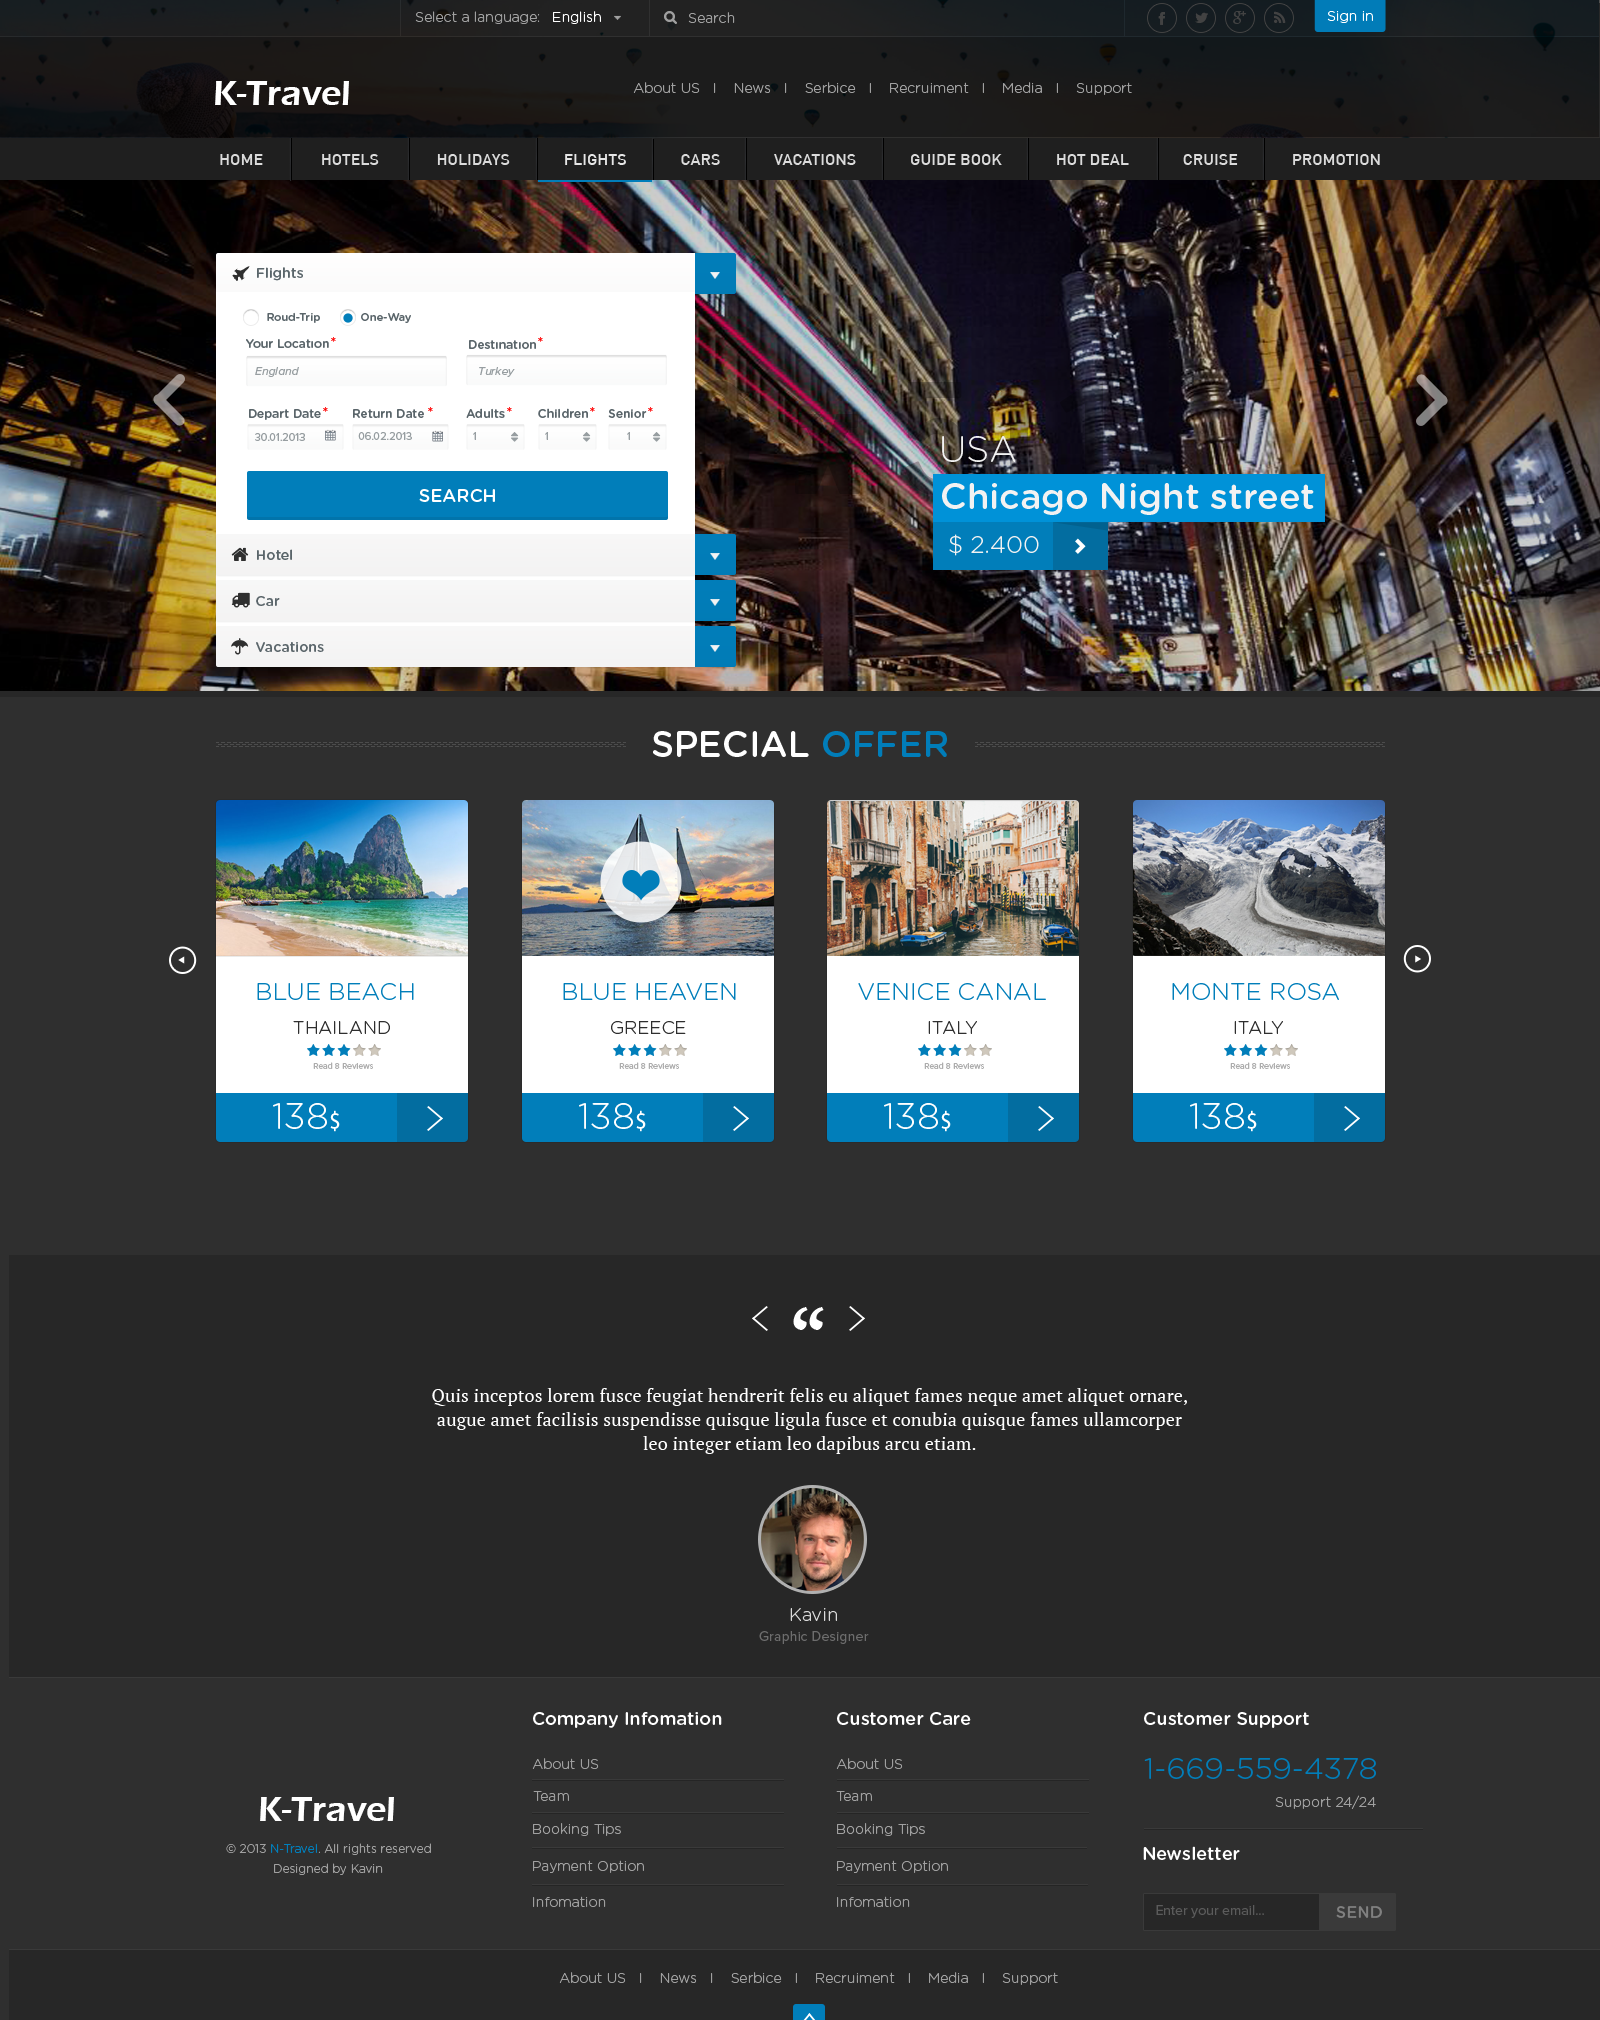 Select a language: English
Search
Sign in
K-Travel
About US | News | Serbice | Recruiment | Media | Support
HOME HOTELS HOLIDAYS FLIGHTS CARS VACATIONS GUIDE BOOK HOT DEAL CRUISE PROMOTION
Flights
Roud-Trip One-Way
Your Location* Destination*
England Turkey
Depart Date* Return Date* Adults* Children* Senior*
30.01.2013 06.02.2013 1 1 1
SEARCH
Hotel
Car
Vacations
USA
Chicago Night street
$ 2.400
SPECIAL OFFER
BLUE BEACH
THAILAND
Read 8 Reviews
138$
BLUE HEAVEN
GREECE
Read 8 Reviews
138$
VENICE CANAL
ITALY
Read 8 Reviews
138$
MONTE ROSA
ITALY
Read 8 Reviews
138$
“
Quis inceptos lorem fusce feugiat hendrerit felis eu aliquet fames neque amet aliquet ornare,
augue amet facilisis suspendisse quisque ligula fusce et conubia quisque fames ullamcorper
leo integer etiam leo dapibus arcu etiam.
Kavin
Graphic Designer
K-Travel
© 2013 N-Travel. All rights reserved
Designed by Kavin
Company Infomation
About US
Team
Booking Tips
Payment Option
Infomation
Customer Care
About US
Team
Booking Tips
Payment Option
Infomation
Customer Support
1-669-559-4378
Support 24/24
Newsletter
Enter your email...
SEND
About US | News | Serbice | Recruiment | Media | Support